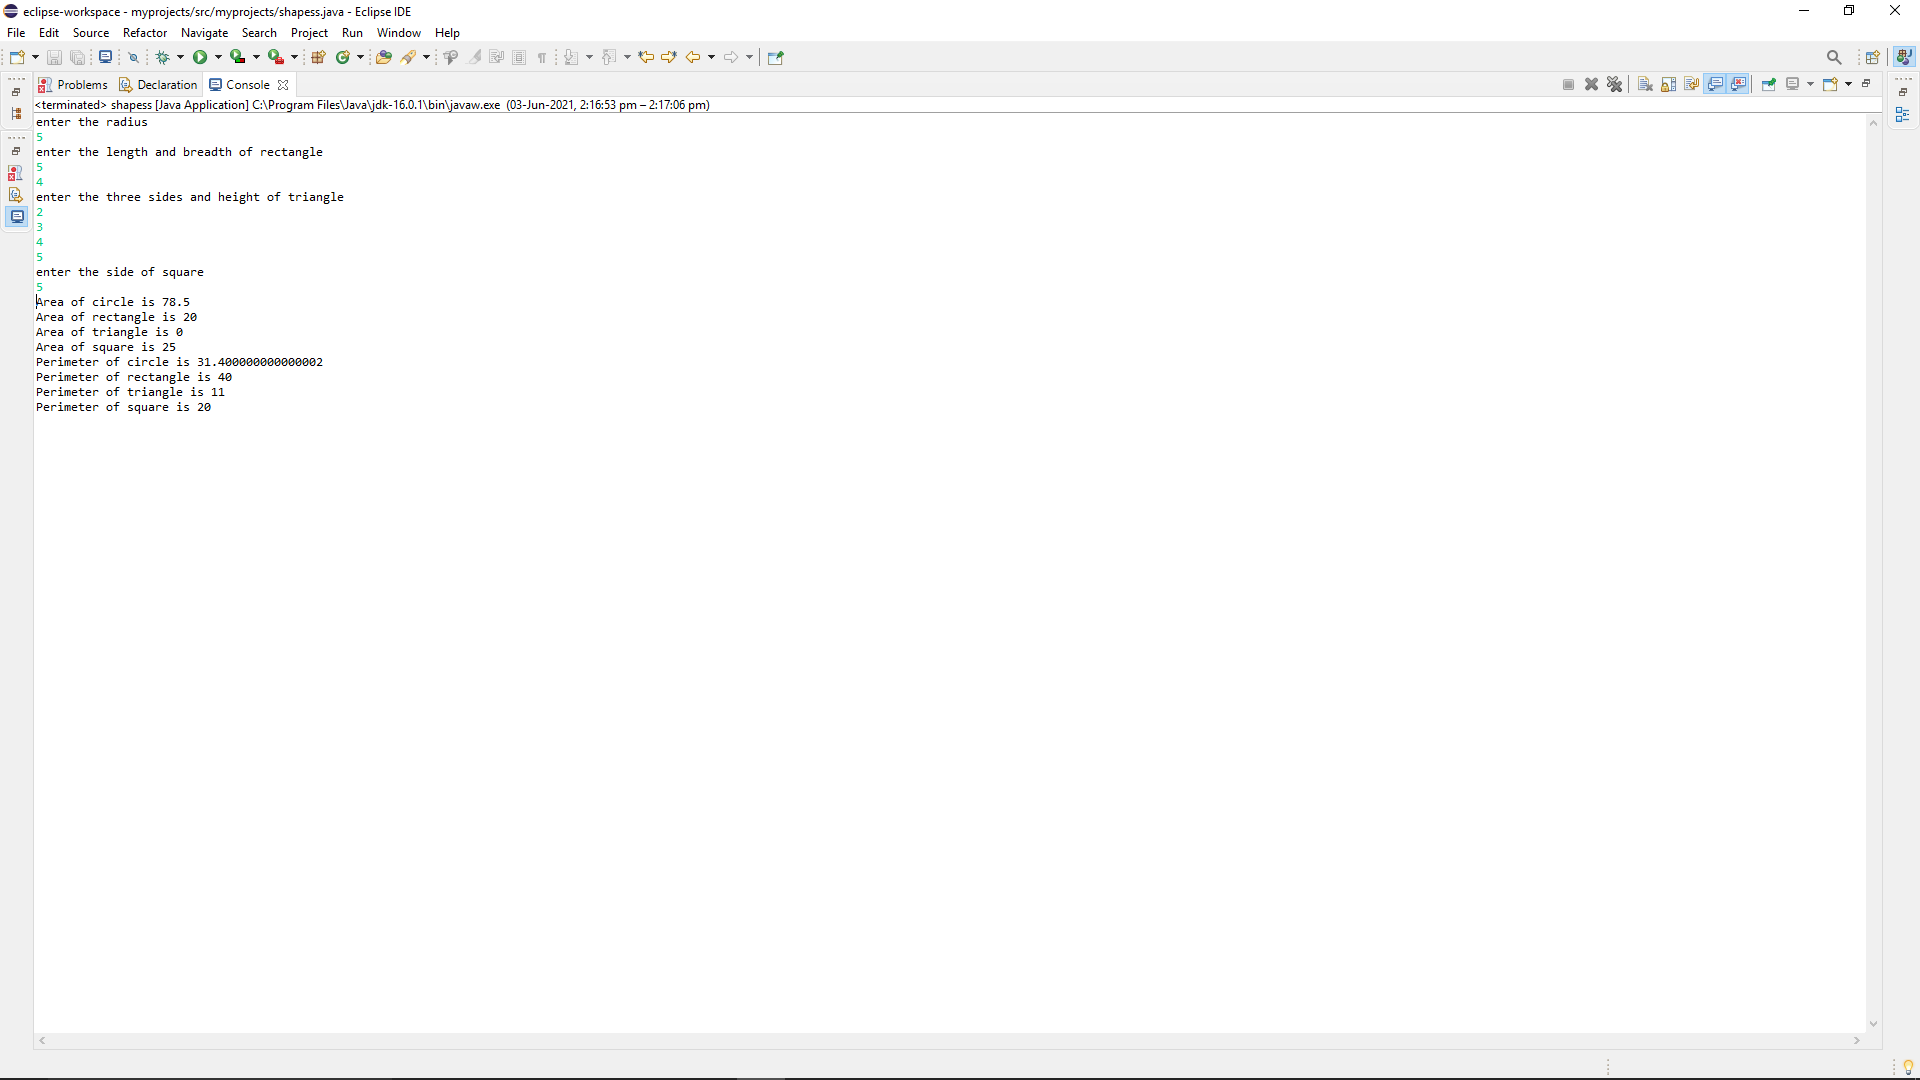 eclipse-workspace - myprojects/src/myprojects/shapess.java - Eclipse IDE
File Edit Source Refactor Navigate Search Project Run Window Help
Problems Declaration Console
<terminated> shapess [Java Application] C:\Program Files\Java\jdk-16.0.1\bin\javaw.exe (03-Jun-2021, 2:16:53 pm – 2:17:06 pm)
enter the radius
5
enter the length and breadth of rectangle
5
4
enter the three sides and height of triangle
2
3
4
5
enter the side of square
5
Area of circle is 78.5
Area of rectangle is 20
Area of triangle is 0
Area of square is 25
Perimeter of circle is 31.400000000000002
Perimeter of rectangle is 40
Perimeter of triangle is 11
Perimeter of square is 20